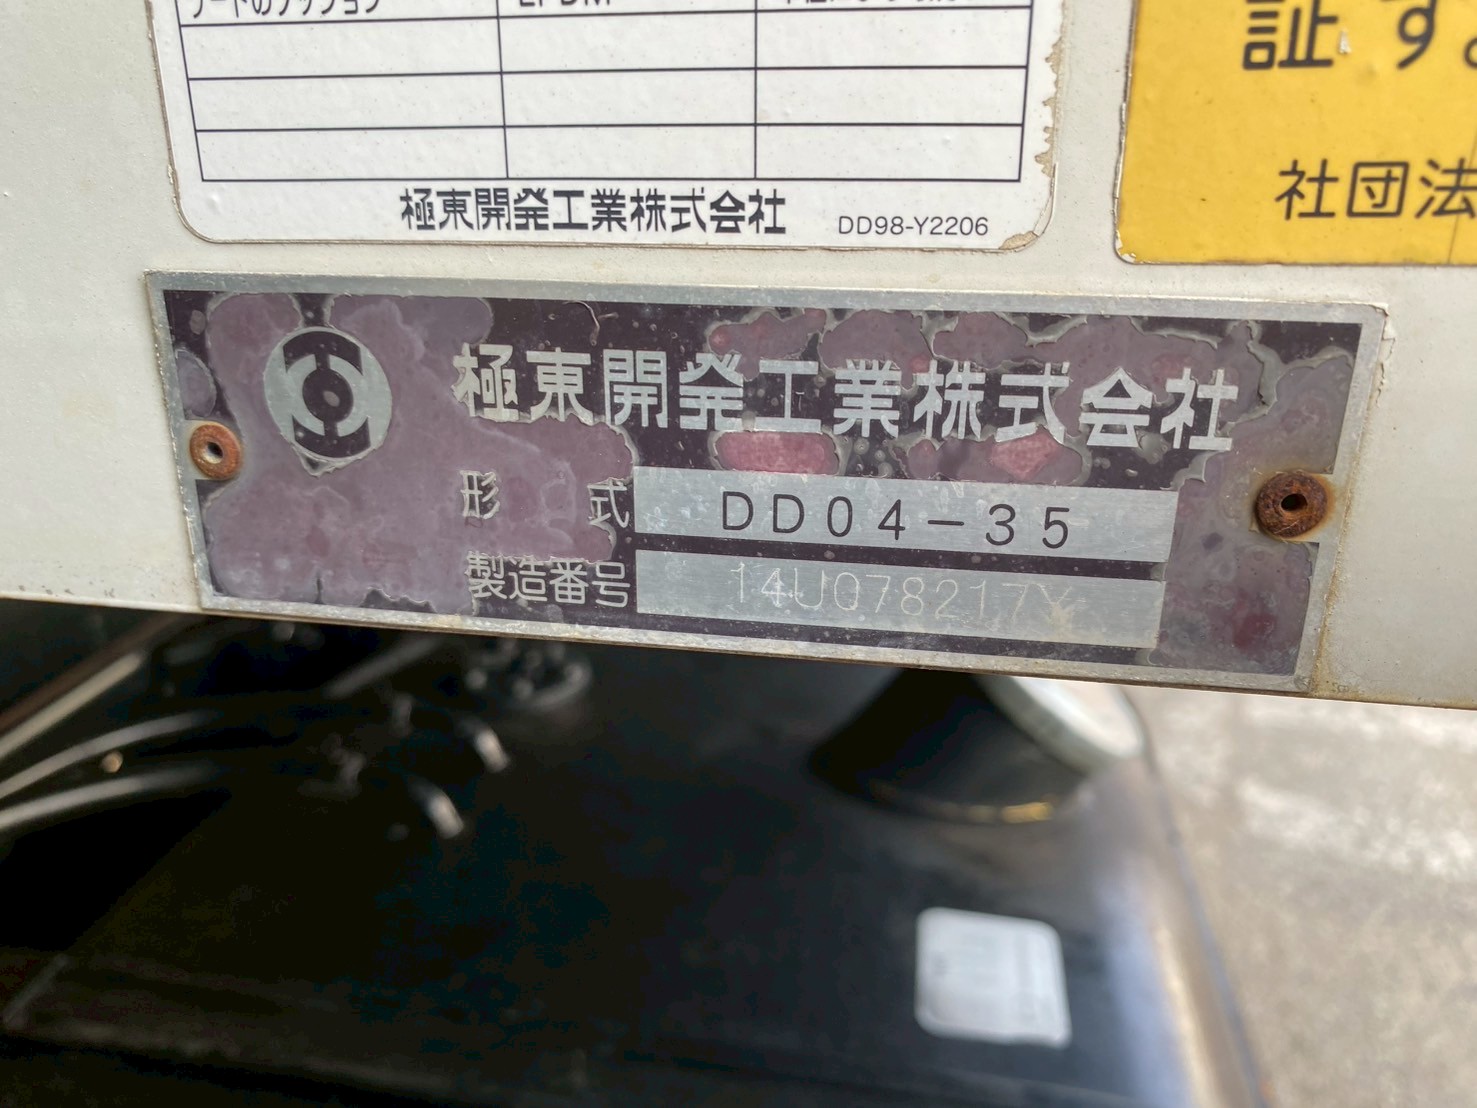 極東開発工業株式会社 DD98-Y2206
証す
社団法
極東開発工業株式会社
形 式 DD04-35
製造番号 14U078217Y